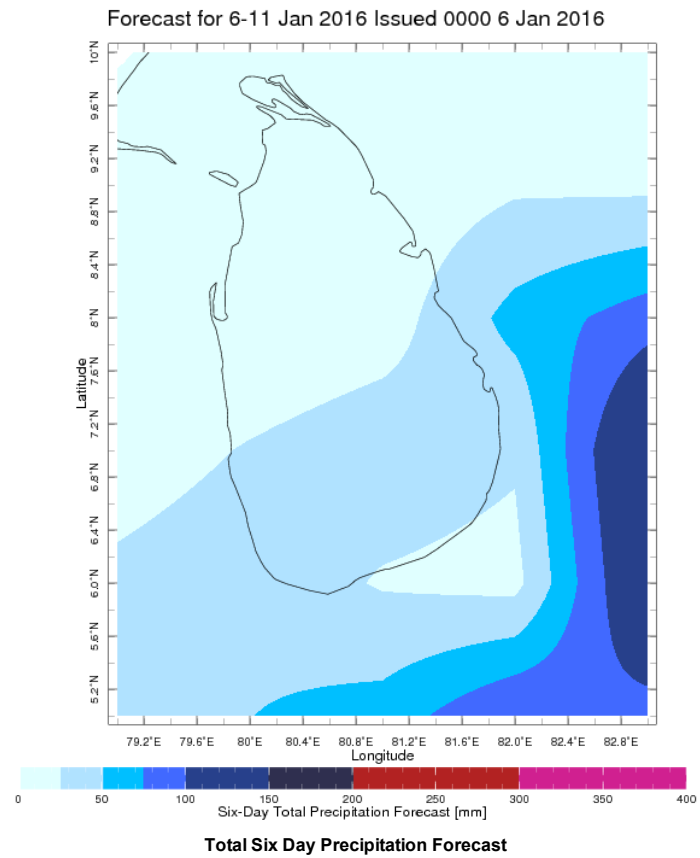 Forecast for 6-11 Jan 2016 Issued 0000 6 Jan 2016
10°N
9.6°N
9.2°N
8.8°N
8.4°N
8°N
7.6°N
7.2°N
6.8°N
6.4°N
6.0°N
5.6°N
5.2°N
Latitude
79.2°E 79.6°E 80°E 80.4°E 80.8°E 81.2°E 81.6°E 82.0°E 82.4°E 82.8°E
Longitude
0 50 100 150 200 250 300 350 400
Six-Day Total Precipitation Forecast [mm]
Total Six Day Precipitation Forecast